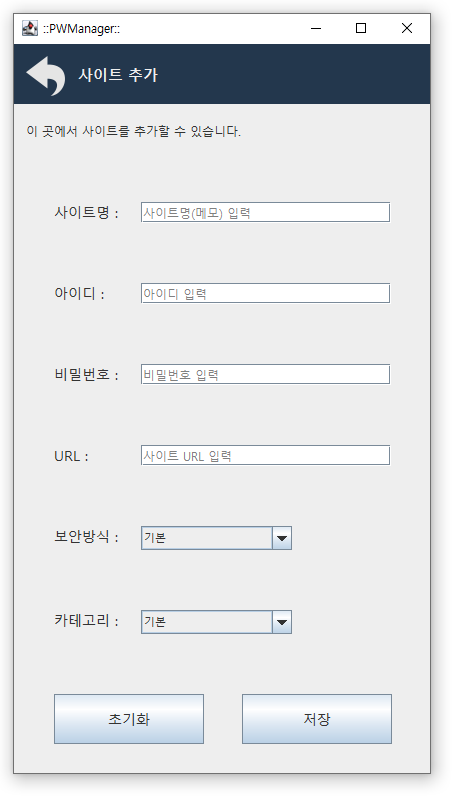 ::PWManager::
사이트 추가
이 곳에서 사이트를 추가할 수 있습니다.
사이트명 : 사이트명(메모) 입력
아이디 : 아이디 입력
비밀번호 : 비밀번호 입력
URL : 사이트 URL 입력
보안방식 : 기본
카테고리 : 기본
초기화 저장